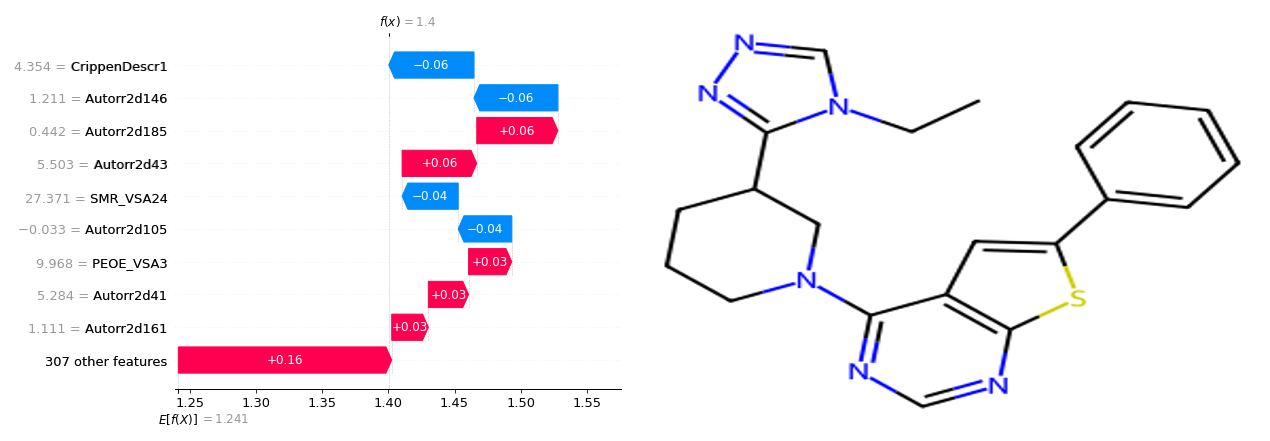 f(x) = 1.4
4.354 = CrippenDescr1
−0.06
1.211 = Autorr2d146
−0.06
0.442 = Autorr2d185
+0.06
5.503 = Autorr2d43
+0.06
27.371 = SMR_VSA24
−0.04
−0.033 = Autorr2d105
−0.04
9.968 = PEOE_VSA3
+0.03
5.284 = Autorr2d41
+0.03
1.111 = Autorr2d161
+0.03
307 other features
+0.16
1.25 1.30 1.35 1.40 1.45 1.50 1.55
E[f(X)] = 1.241
N
N
N
N
S
N
N